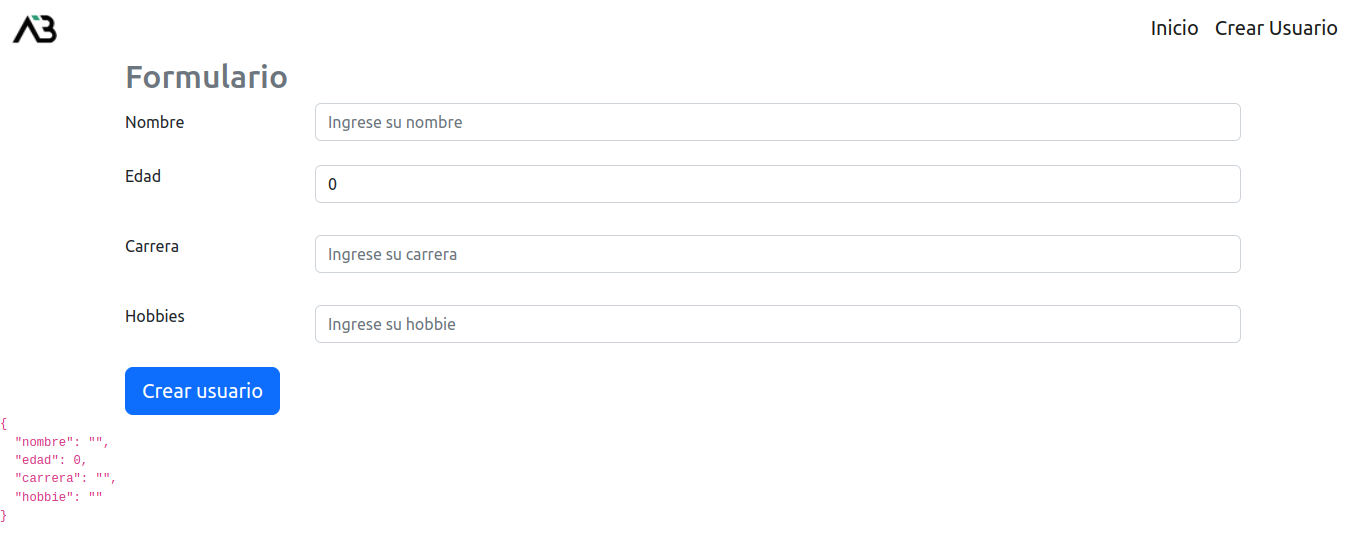 AB
Inicio Crear Usuario
Formulario
Nombre Ingrese su nombre
Edad 0
Carrera Ingrese su carrera
Hobbies Ingrese su hobbie
Crear usuario
{
  "nombre": "",
  "edad": 0,
  "carrera": "",
  "hobbie": ""
}